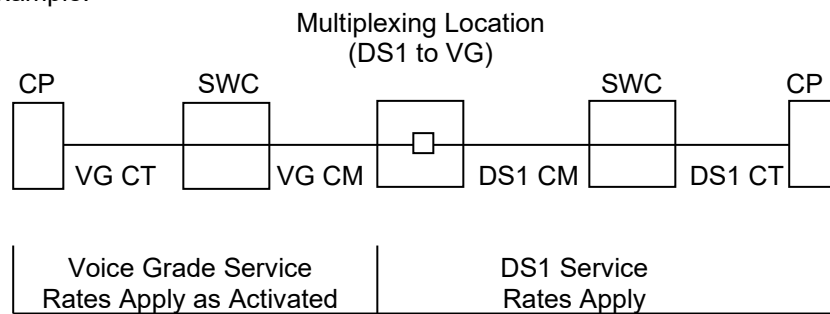 Multiplexing Location
(DS1 to VG)
CP SWC SWC CP
VG CT VG CM DS1 CM DS1 CT
Voice Grade Service DS1 Service
Rates Apply as Activated Rates Apply